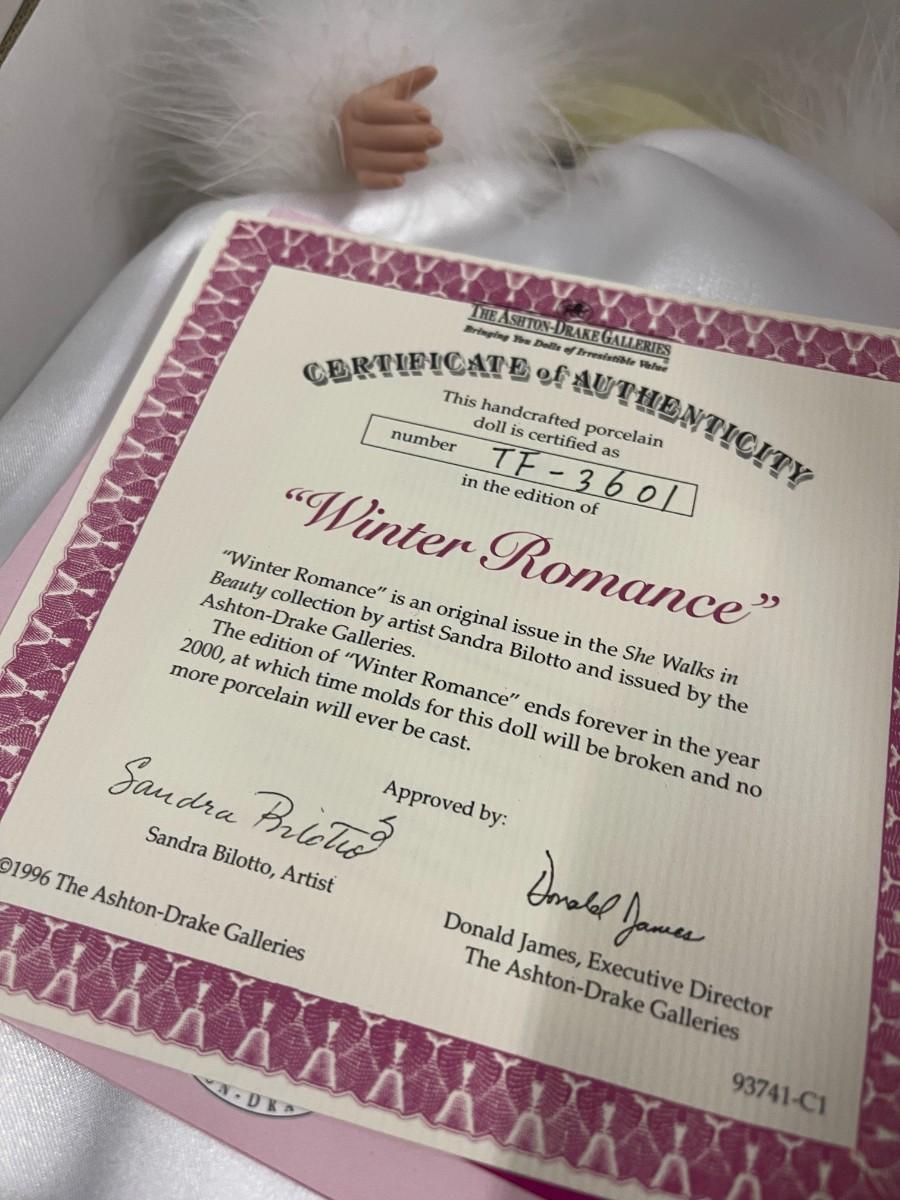 THE ASHTON-DRAKE GALLERIES
Bringing You Dolls of Irresistible Value
CERTIFICATE of AUTHENTICITY
This handcrafted porcelain
doll is certified as
number TF-3601
in the edition of
“Winter Romance”
“Winter Romance” is an original issue in the She Walks in
Beauty collection by artist Sandra Bilotto and issued by the
Ashton-Drake Galleries.
The edition of “Winter Romance” ends forever in the year
2000, at which time molds for this doll will be broken and no
more porcelain will ever be cast.
Approved by:
Sandra Bilotto
Sandra Bilotto, Artist
Donald James
Donald James, Executive Director
The Ashton-Drake Galleries
©1996 The Ashton-Drake Galleries
93741-C1
N-DRA